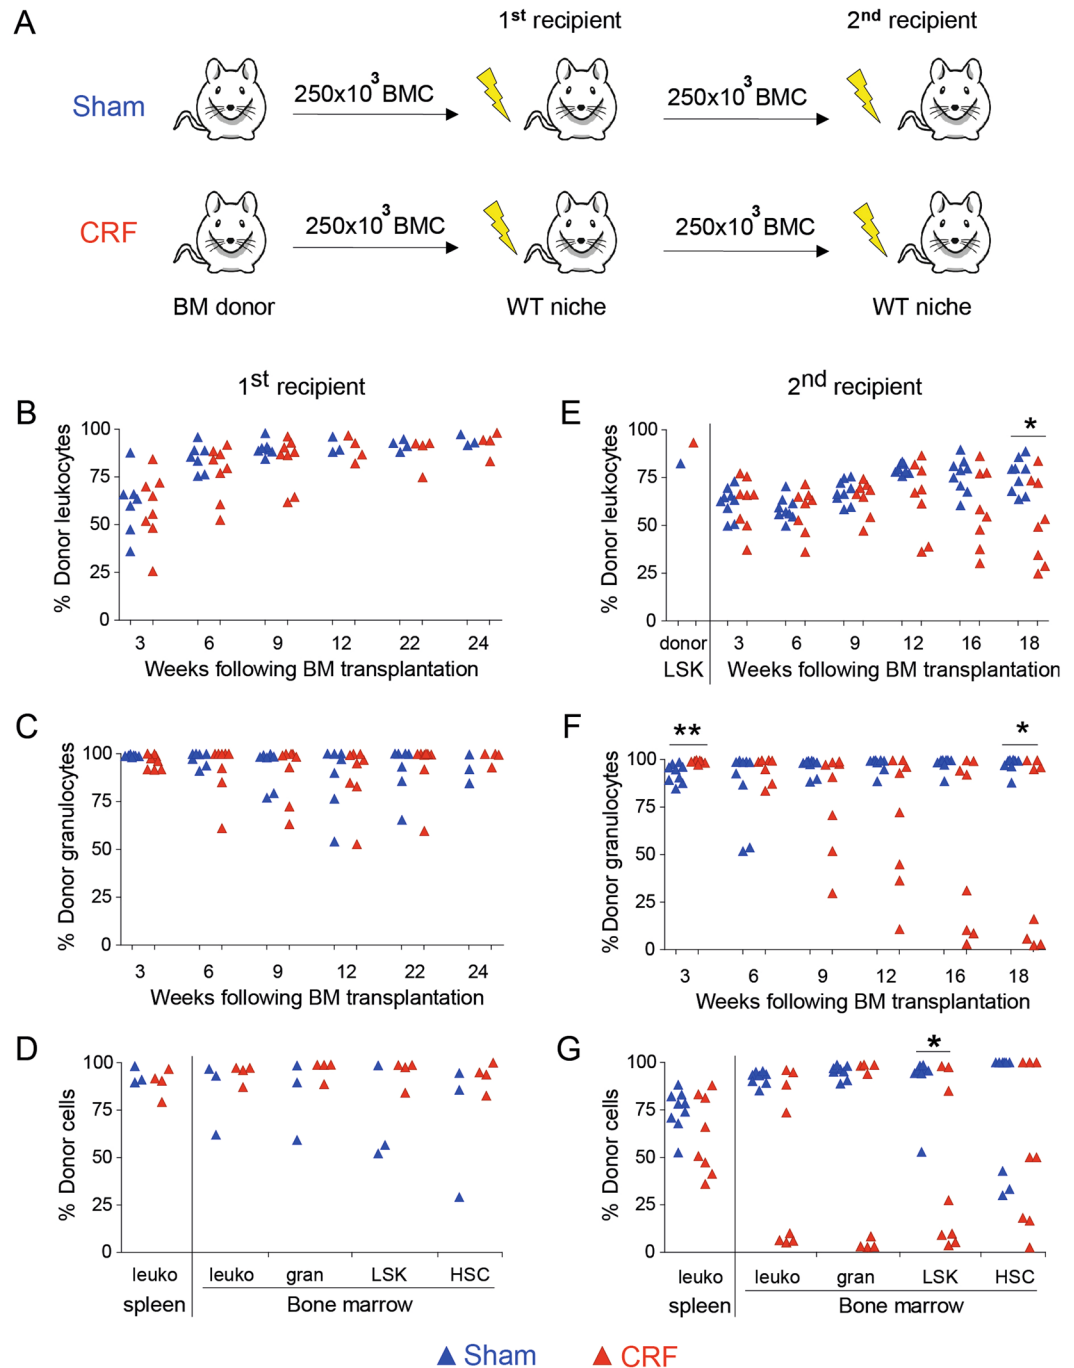 A
1st recipient
2nd recipient
Sham
250x10³ BMC
250x10³ BMC
CRF
250x10³ BMC
250x10³ BMC
BM donor
WT niche
WT niche
1st recipient
2nd recipient
B
% Donor leukocytes
100
75
50
25
0
3 6 9 12 22 24
Weeks following BM transplantation
E
% Donor leukocytes
100
75
50
25
0
*
donor
LSK
3 6 9 12 16 18
Weeks following BM transplantation
C
% Donor granulocytes
100
75
50
25
0
3 6 9 12 22 24
Weeks following BM transplantation
F
% Donor granulocytes
100
75
50
25
0
** *
3 6 9 12 16 18
Weeks following BM transplantation
D
% Donor cells
100
75
50
25
0
leuko leuko gran LSK HSC
spleen Bone marrow
G
% Donor cells
100
75
50
25
0
*
leuko leuko gran LSK HSC
spleen Bone marrow
Sham CRF